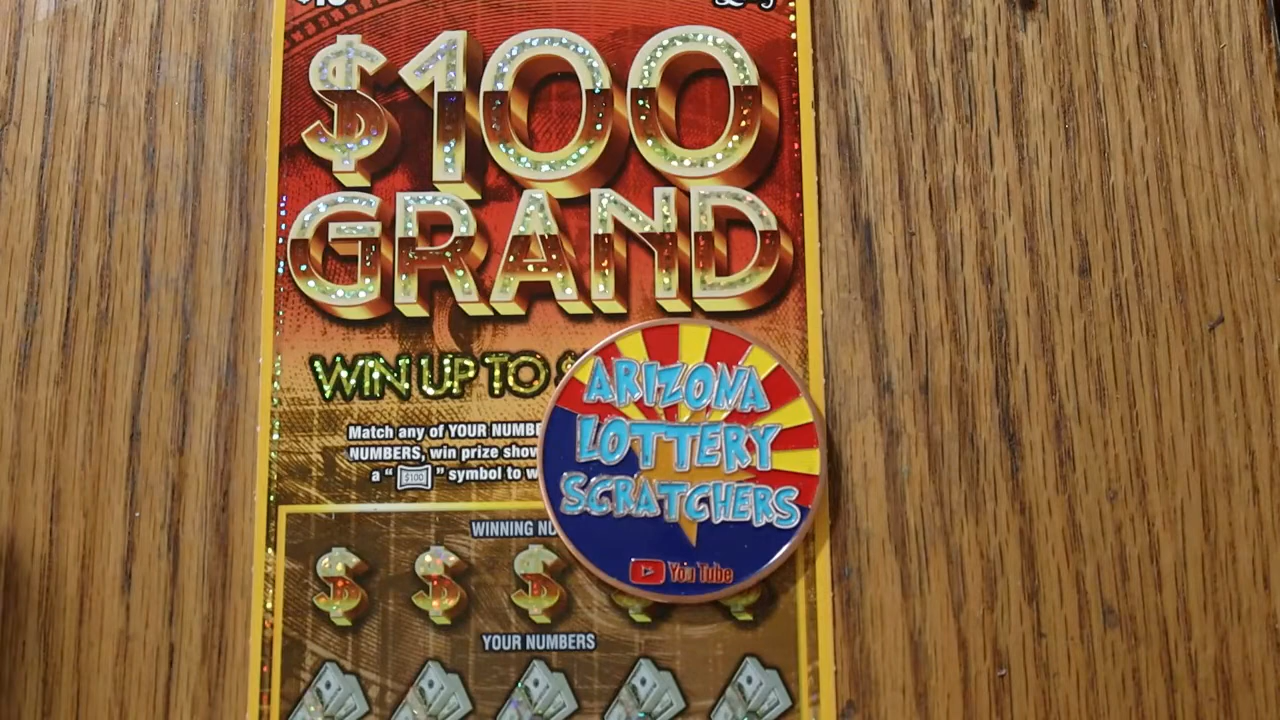 $100
GRAND
WIN UP TO $
Match any of YOUR NUMBE
NUMBERS, win prize show
a " $100 " symbol to w
WINNING NU
YOUR NUMBERS
ARIZONA
LOTTERY
SCRATCHERS
YouTube